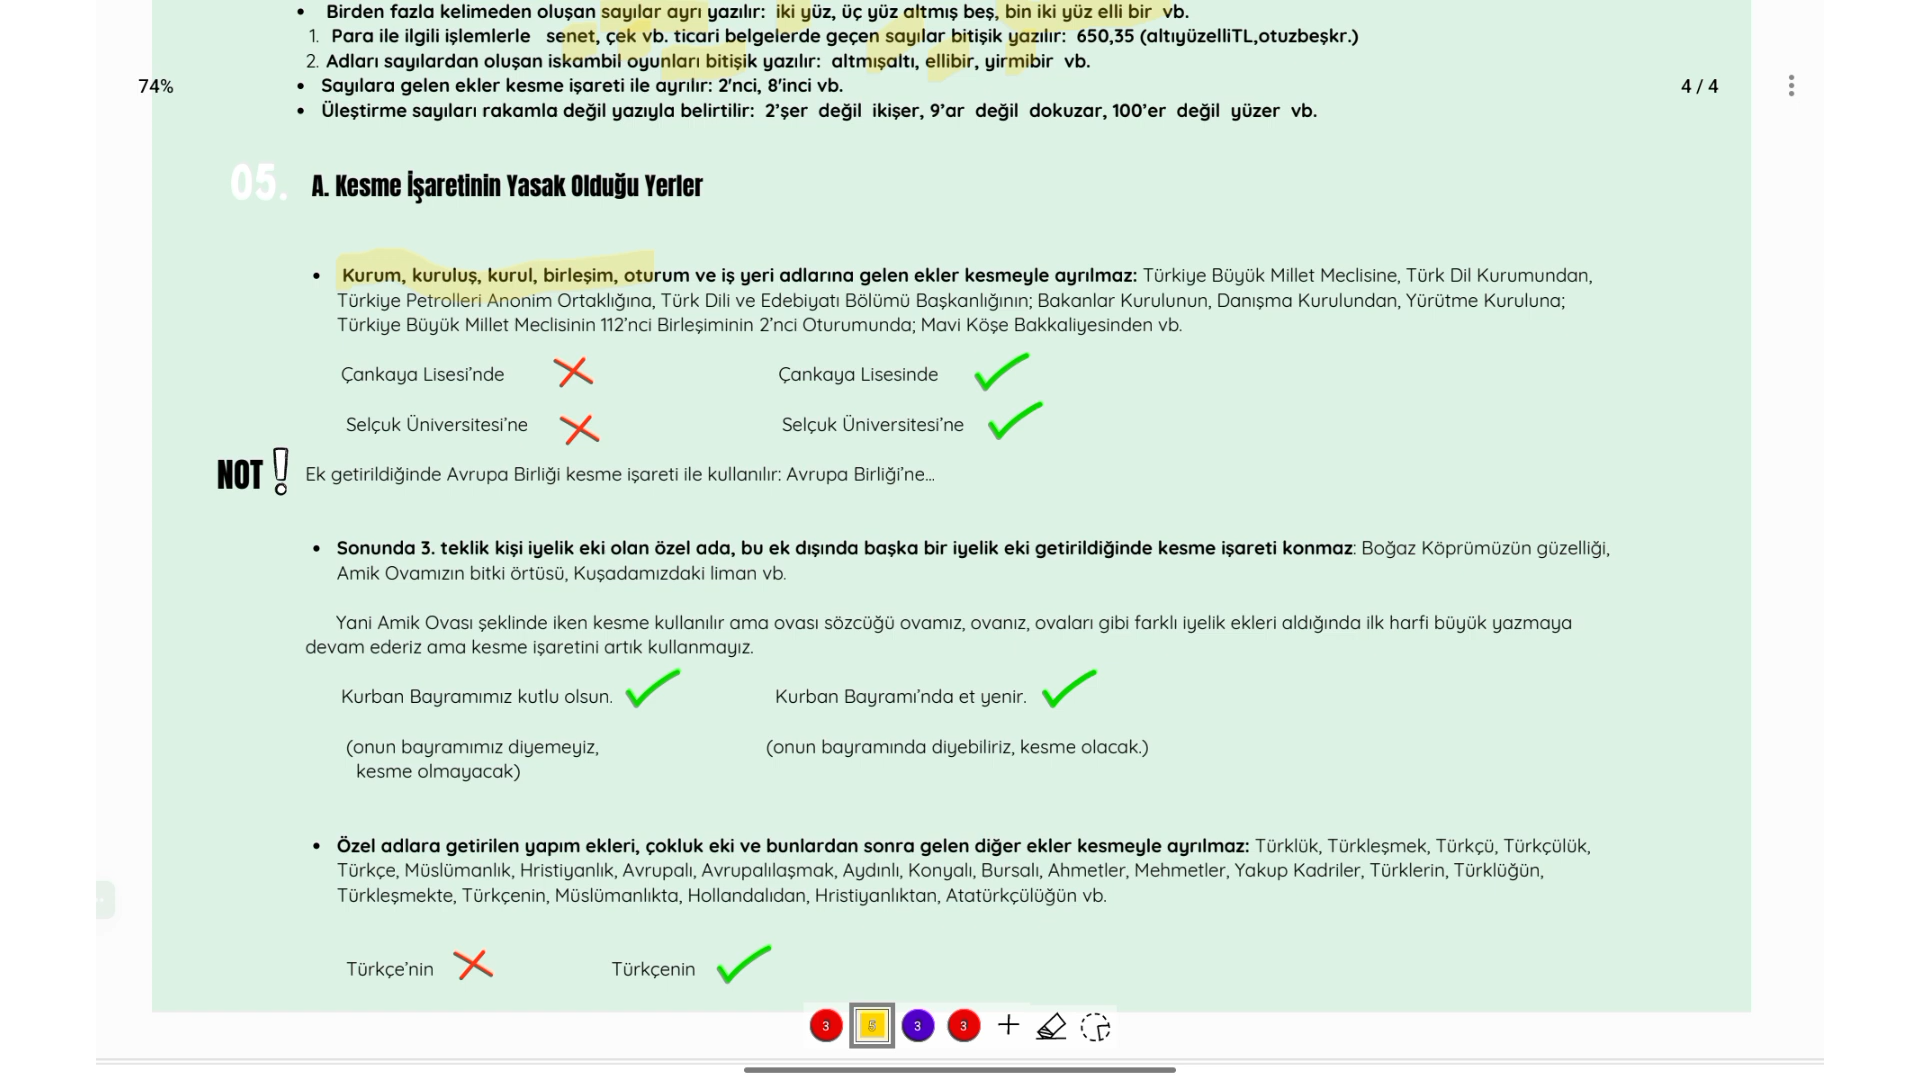 • Birden fazla kelimeden oluşan sayılar ayrı yazılır: iki yüz, üç yüz altmış beş, bin iki yüz elli bir vb.
1. Para ile ilgili işlemlerle senet, çek vb. ticari belgelerde geçen sayılar bitişik yazılır: 650,35 (altıyüzelliTL,otuzbeşkr.)
2. Adları sayılardan oluşan iskambil oyunları bitişik yazılır: altmışaltı, ellibir, yirmibir vb.
• Sayılara gelen ekler kesme işareti ile ayrılır: 2'nci, 8'inci vb.
74%
4 / 4
• Üleştirme sayıları rakamla değil yazıyla belirtilir: 2’şer değil ikişer, 9’ar değil dokuzar, 100’er değil yüzer vb.
05. A. Kesme İşaretinin Yasak Olduğu Yerler
• Kurum, kuruluş, kurul, birleşim, oturum ve iş yeri adlarına gelen ekler kesmeyle ayrılmaz: Türkiye Büyük Millet Meclisine, Türk Dil Kurumundan,
Türkiye Petrolleri Anonim Ortaklığına, Türk Dili ve Edebiyatı Bölümü Başkanlığının; Bakanlar Kurulunun, Danışma Kurulundan, Yürütme Kuruluna;
Türkiye Büyük Millet Meclisinin 112’nci Birleşiminin 2’nci Oturumunda; Mavi Köşe Bakkaliyesinden vb.
Çankaya Lisesi’nde Çankaya Lisesinde
Selçuk Üniversitesi’ne Selçuk Üniversitesi’ne
NOT! Ek getirildiğinde Avrupa Birliği kesme işareti ile kullanılır: Avrupa Birliği’ne...
• Sonunda 3. teklik kişi iyelik eki olan özel ada, bu ek dışında başka bir iyelik eki getirildiğinde kesme işareti konmaz: Boğaz Köprümüzün güzelliği,
Amik Ovamızın bitki örtüsü, Kuşadamızdaki liman vb.
Yani Amik Ovası şeklinde iken kesme kullanılır ama ovası sözcüğü ovamız, ovanız, ovaları gibi farklı iyelik ekleri aldığında ilk harfi büyük yazmaya
devam ederiz ama kesme işaretini artık kullanmayız.
Kurban Bayramımız kutlu olsun. Kurban Bayramı’nda et yenir.
(onun bayramımız diyemeyiz, (onun bayramında diyebiliriz, kesme olacak.)
kesme olmayacak)
• Özel adlara getirilen yapım ekleri, çokluk eki ve bunlardan sonra gelen diğer ekler kesmeyle ayrılmaz: Türklük, Türkleşmek, Türkçü, Türkçülük,
Türkçe, Müslümanlık, Hristiyanlık, Avrupalı, Avrupalılaşmak, Aydınlı, Konyalı, Bursalı, Ahmetler, Mehmetler, Yakup Kadriler, Türklerin, Türklüğün,
Türkleşmekte, Türkçenin, Müslümanlıkta, Hollandalıdan, Hristiyanlıktan, Atatürkçülüğün vb.
Türkçe’nin Türkçenin
3 5 3 3